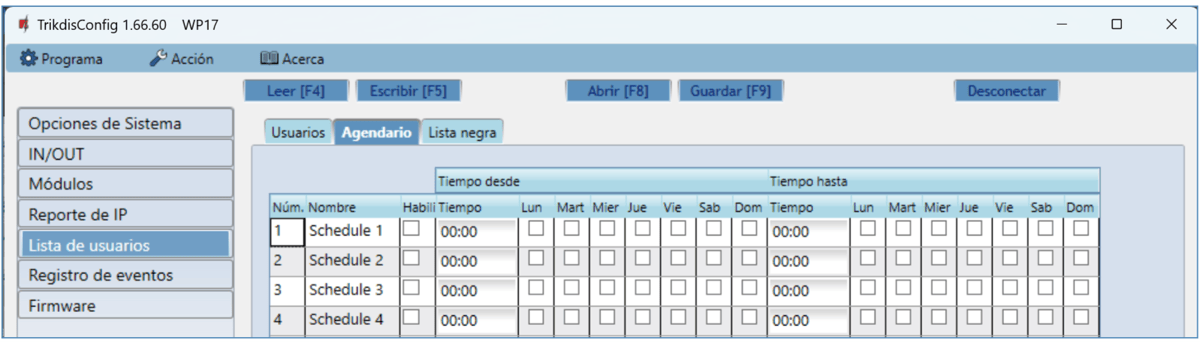 TrikdisConfig 1.66.60 WP17
Programa Acción Acerca
Leer [F4] Escribir [F5] Abrir [F8] Guardar [F9] Desconectar
Opciones de Sistema
IN/OUT
Módulos
Reporte de IP
Lista de usuarios
Registro de eventos
Firmware
Usuarios Agendario Lista negra
Tiempo desde Tiempo hasta
Núm. Nombre Habili Tiempo Lun Mart Mier Jue Vie Sab Dom Tiempo Lun Mart Mier Jue Vie Sab Dom
1 Schedule 1 00:00 00:00
2 Schedule 2 00:00 00:00
3 Schedule 3 00:00 00:00
4 Schedule 4 00:00 00:00